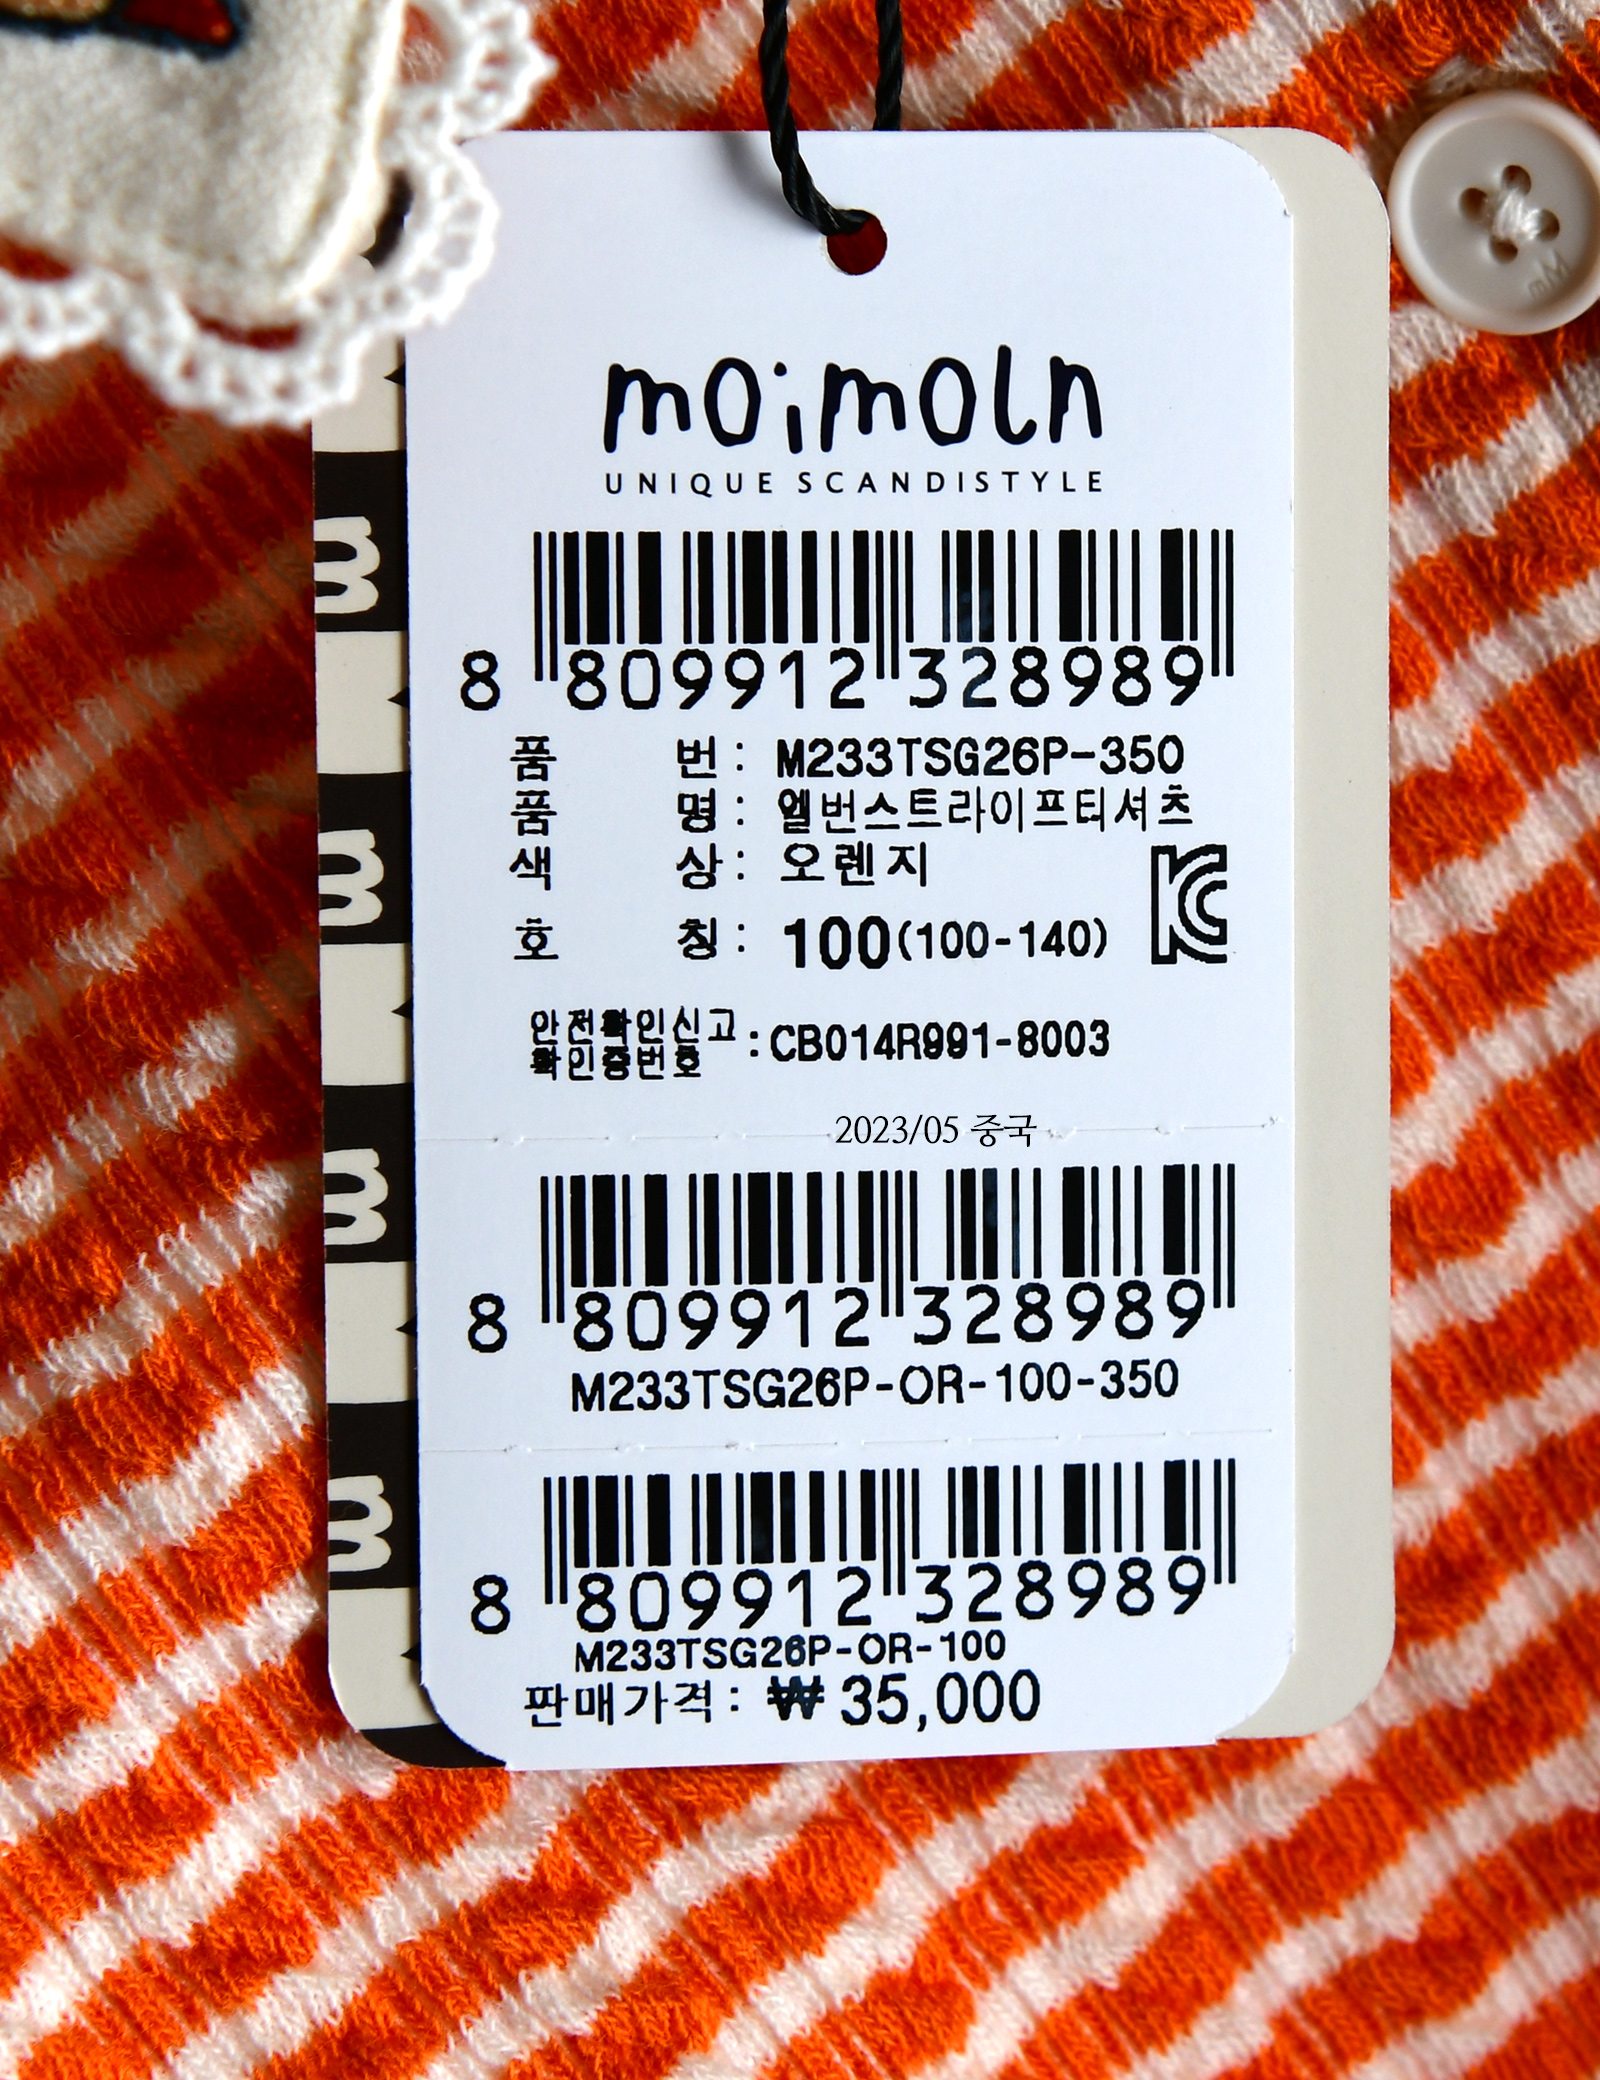 moimoln
UNIQUE SCANDISTYLE
8 809912 328989
품 번 : M233TSG26P-350
품 명 : 엘번스트라이프티셔츠
색 상 : 오렌지
호 칭 : 100(100-140)
안전확인신고
확인증번호 : CB014R991-8003
2023/05 중국
8 809912 328989
M233TSG26P-OR-100-350
8 809912 328989
M233TSG26P-OR-100
판매가격 : ₩ 35,000